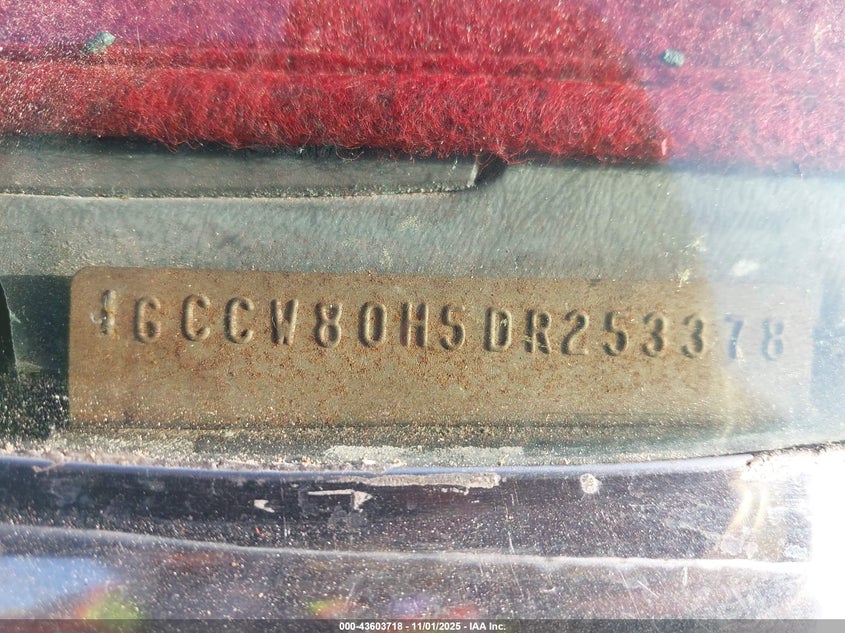 1GCCW80H5DR253378
000-43603718 - 11/01/2025 - IAA Inc.